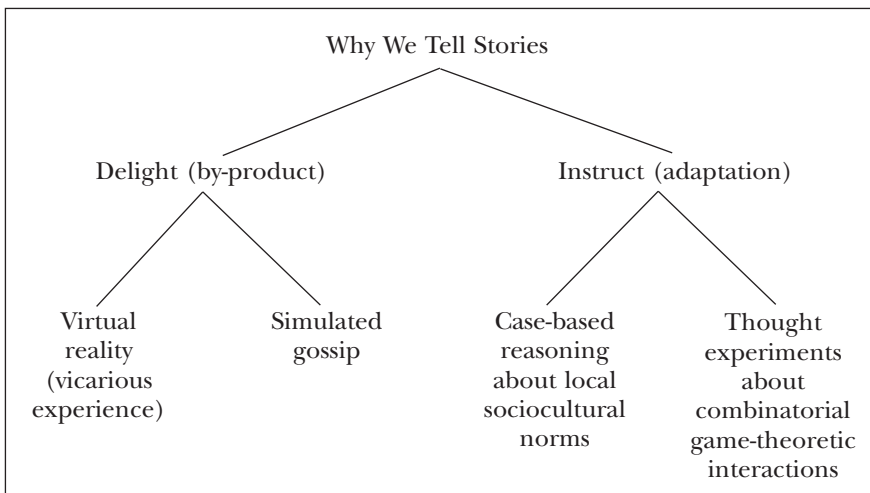 Why We Tell Stories
Delight (by-product)
Instruct (adaptation)
Virtual
reality
(vicarious
experience)
Simulated
gossip
Case-based
reasoning
about local
sociocultural
norms
Thought
experiments
about
combinatorial
game-theoretic
interactions